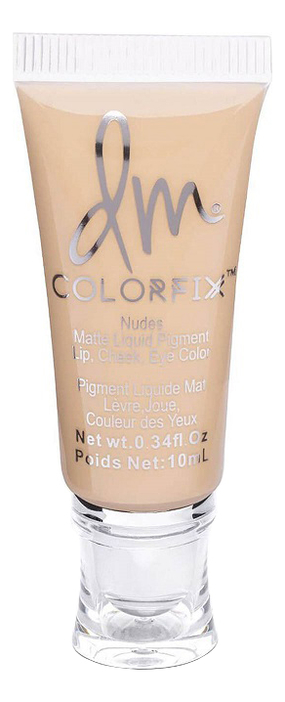 dm®
COLORFIX™
Nudes
Matte Liquid Pigment
Lip, Cheek, Eye Color
Pigment Liquide Mat
Lèvre,Joue,
Couleur des Yeux
Net wt.0.34fl.Oz
Poids Net:10mL